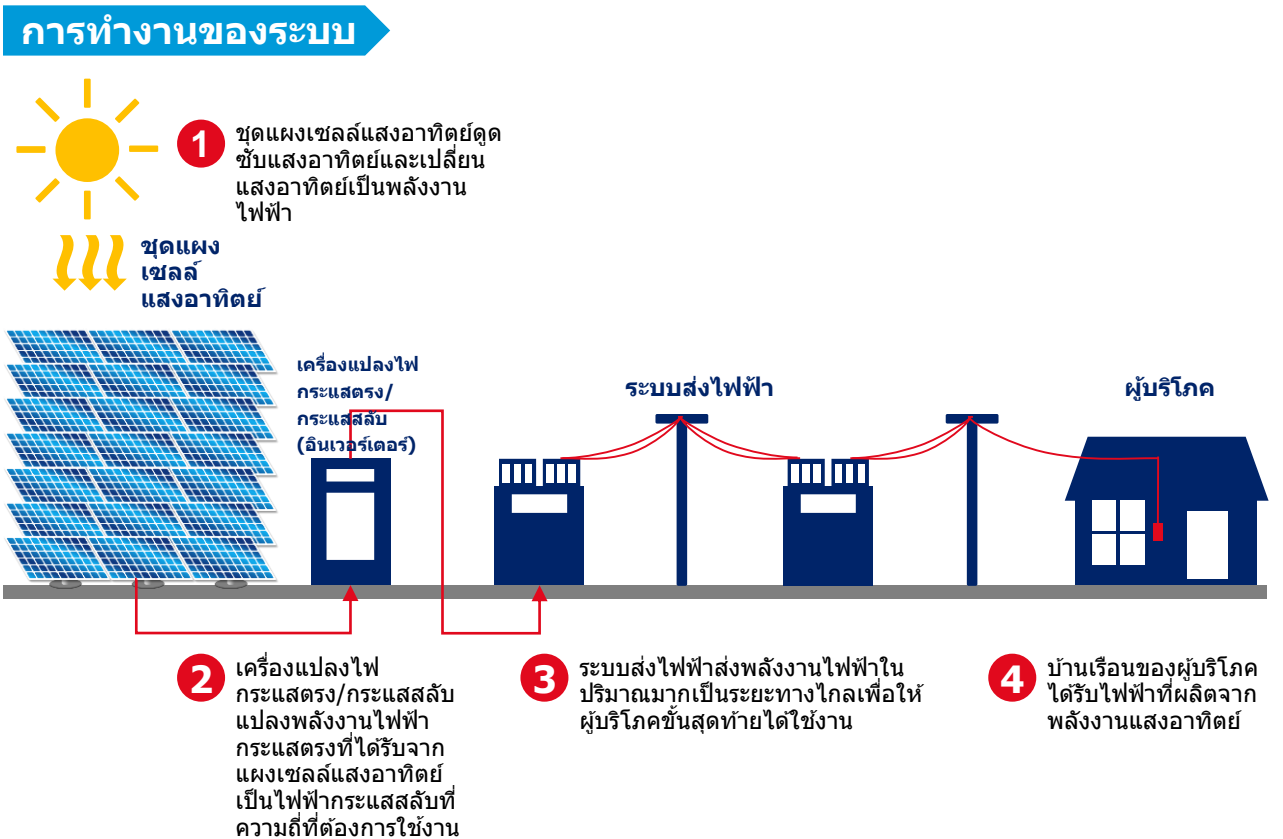 การทำงานของระบบ
1
ชุดแผงเซลล์แสงอาทิตย์ดูด
ซับแสงอาทิตย์และเปลี่ยน
แสงอาทิตย์เป็นพลังงาน
ไฟฟ้า
ชุดแผง
เซลล์
แสงอาทิตย์
เครื่องแปลงไฟ
กระแสตรง/
กระแสสลับ
(อินเวอร์เตอร์)
ระบบส่งไฟฟ้า
ผู้บริโภค
2
เครื่องแปลงไฟ
กระแสตรง/กระแสสลับ
แปลงพลังงานไฟฟ้า
กระแสตรงที่ได้รับจาก
แผงเซลล์แสงอาทิตย์
เป็นไฟฟ้ากระแสสลับที่
ความถี่ที่ต้องการใช้งาน
3
ระบบส่งไฟฟ้าส่งพลังงานไฟฟ้าใน
ปริมาณมากเป็นระยะทางไกลเพื่อให้
ผู้บริโภคขั้นสุดท้ายได้ใช้งาน
4
บ้านเรือนของผู้บริโภค
ได้รับไฟฟ้าที่ผลิตจาก
พลังงานแสงอาทิตย์